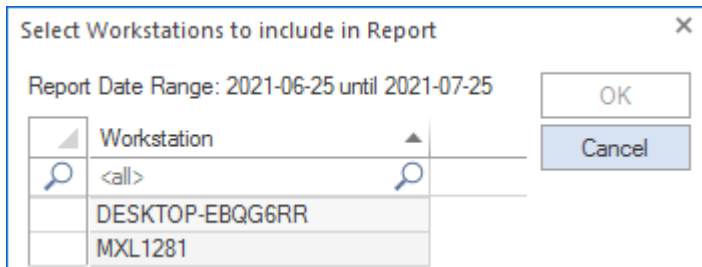 Select Workstations to include in Report
Report Date Range: 2021-06-25 until 2021-07-25
OK
Workstation
Cancel
<all>
DESKTOP-EBQG6RR
MXL1281